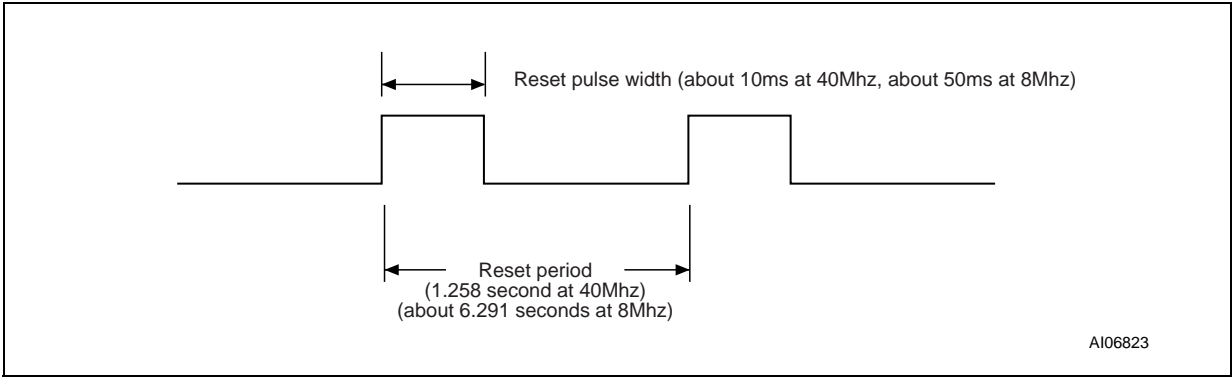 Reset pulse width (about 10ms at 40Mhz, about 50ms at 8Mhz)
Reset period
(1.258 second at 40Mhz)
(about 6.291 seconds at 8Mhz)
AI06823